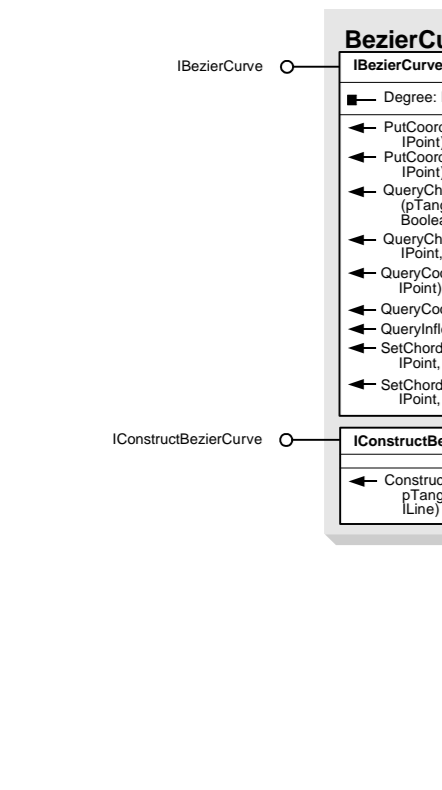 BezierCu
IBezierCurve
IBezierCurve
Degree:
PutCoord
IPoint)
PutCoord
IPoint)
QueryCh
(pTang
Boolea
QueryCh
IPoint,
QueryCoo
IPoint)
QueryCoo
QueryInfle
SetChord
IPoint,
SetChord
IPoint,
IConstructBezierCurve
IConstructBe
Construc
pTang
ILine)